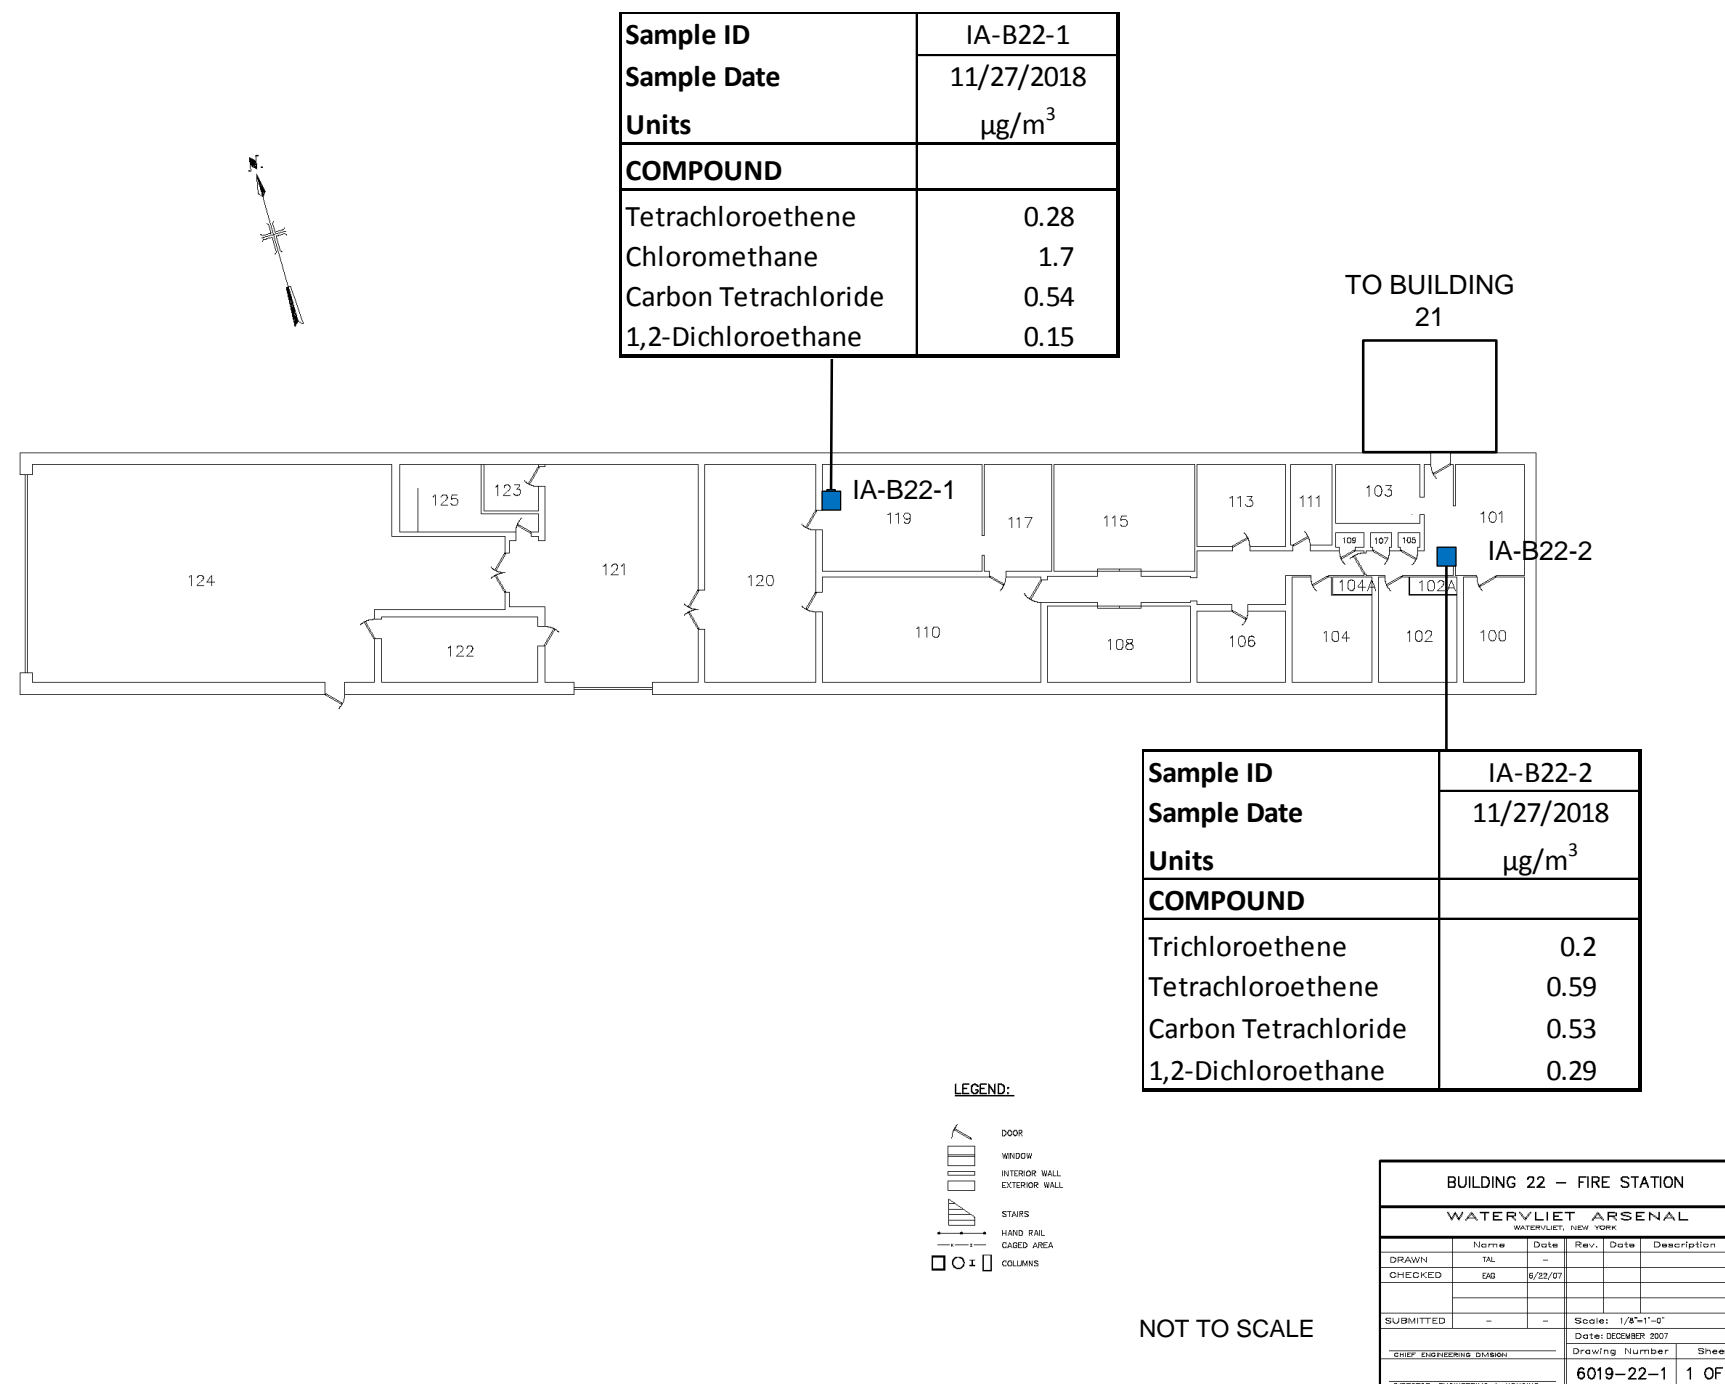 Sample ID IA-B22-1
Sample Date 11/27/2018
Units µg/m³
COMPOUND
Tetrachloroethene 0.28
Chloromethane 1.7
Carbon Tetrachloride 0.54
1,2-Dichloroethane 0.15
N.
TO BUILDING
21
125
123
IA-B22-1
119
117
115
113
111
103
101
109
107
105
IA-B22-2
124
121
120
104A
102A
122
110
108
106
104
102
100
Sample ID IA-B22-2
Sample Date 11/27/2018
Units µg/m³
COMPOUND
Trichloroethene 0.2
Tetrachloroethene 0.59
Carbon Tetrachloride 0.53
1,2-Dichloroethane 0.29
LEGEND:
DOOR
WINDOW
INTERIOR WALL
EXTERIOR WALL
STAIRS
HAND RAIL
CAGED AREA
COLUMNS
NOT TO SCALE
BUILDING 22 – FIRE STATION
WATERVLIET ARSENAL
WATERVLIET, NEW YORK
Name Date Rev. Date Description
DRAWN TAL –
CHECKED EAG 6/22/07
SUBMITTED – – Scale: 1/8"=1'-0"
Date: DECEMBER 2007
CHIEF ENGINEERING DIVISION Drawing Number Shee
6019–22–1 1 OF